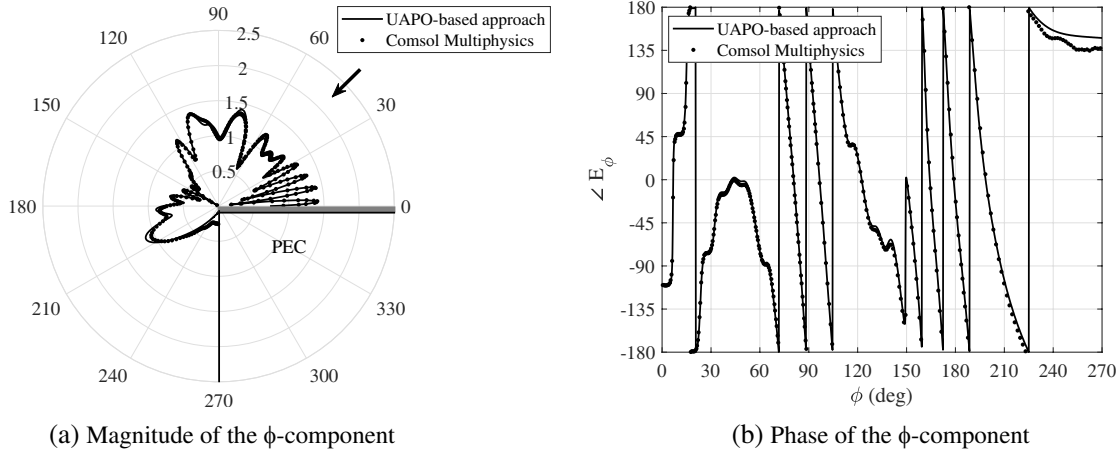 90
120
60
150
30
180
0
210
330
240
300
270
2.5
2
1.5
1
0.5
UAPO-based approach
Comsol Multiphysics
PEC
(a) Magnitude of the ϕ-component
180
135
90
45
0
-45
-90
-135
-180
∠ E_ϕ
UAPO-based approach
Comsol Multiphysics
0 30 60 90 120 150 180 210 240 270
ϕ (deg)
(b) Phase of the ϕ-component